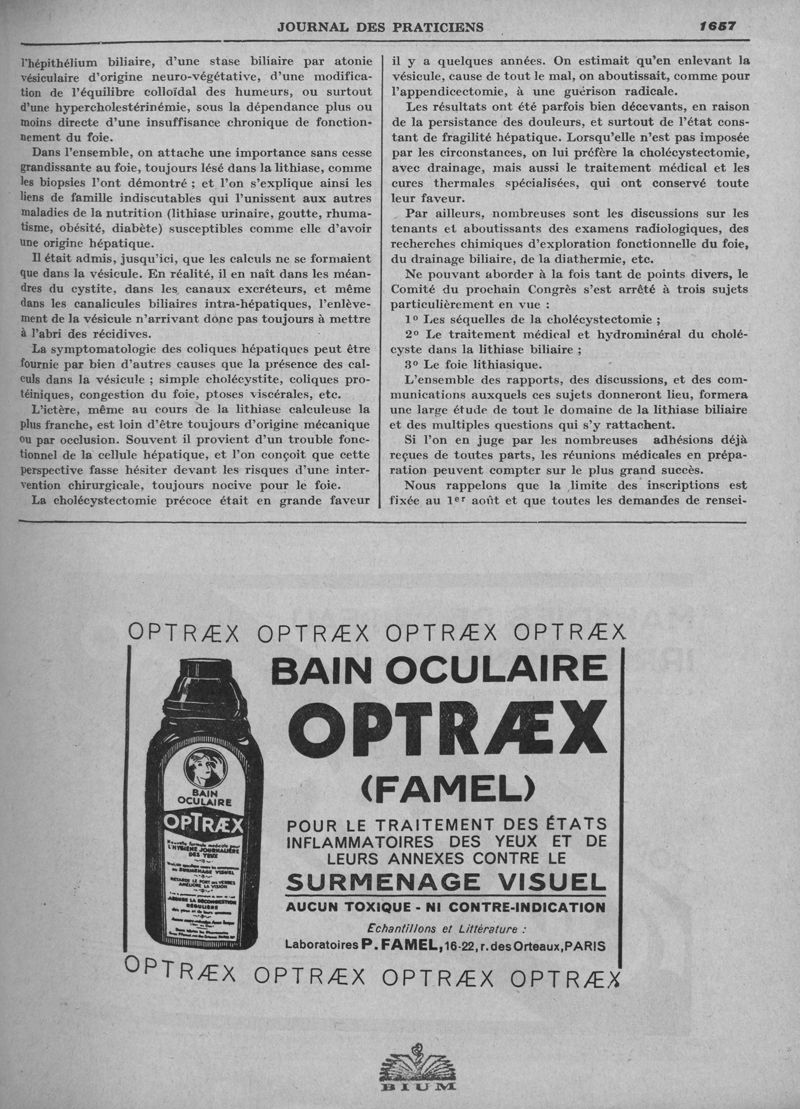 JOURNAL DES PRATICIENS
1657
l'hépithélium biliaire, d'une stase biliaire par atonie
vésiculaire d'origine neuro-végétative, d'une modifica-
tion de l'équilibre colloïdal des humeurs, ou surtout
d'une hypercholestérinémie, sous la dépendance plus ou
moins directe d'une insuffisance chronique de fonction-
nement du foie.
Dans l'ensemble, on attache une importance sans cesse
grandissante au foie, toujours lésé dans la lithiase, comme
les biopsies l'ont démontré ; et l'on s'explique ainsi les
liens de famille indiscutables qui l'unissent aux autres
maladies de la nutrition (lithiase urinaire, goutte, rhuma-
tisme, obésité, diabète) susceptibles comme elle d'avoir
une origine hépatique.
Il était admis, jusqu'ici, que les calculs ne se formaient
que dans la vésicule. En réalité, il en naît dans les méan-
dres du cystite, dans les canaux excréteurs, et même
dans les canalicules biliaires intra-hépatiques, l'enlève-
ment de la vésicule n'arrivant donc pas toujours à mettre
à l'abri des récidives.
La symptomatologie des coliques hépatiques peut être
fournie par bien d'autres causes que la présence des cal-
culs dans la vésicule ; simple cholécystite, coliques pro-
téiniques, congestion du foie, ptoses viscérales, etc.
L'ictère, même au cours de la lithiase calculeuse la
plus franche, est loin d'être toujours d'origine mécanique
ou par occlusion. Souvent il provient d'un trouble fonc-
tionnel de la cellule hépatique, et l'on conçoit que cette
perspective fasse hésiter devant les risques d'une inter-
vention chirurgicale, toujours nocive pour le foie.
La cholécystectomie précoce était en grande faveur
il y a quelques années. On estimait qu'en enlevant la
vésicule, cause de tout le mal, on aboutissait, comme pour
l'appendicectomie, à une guérison radicale.
Les résultats ont été parfois bien décevants, en raison
de la persistance des douleurs, et surtout de l'état cons-
tant de fragilité hépatique. Lorsqu'elle n'est pas imposée
par les circonstances, on lui préfère la cholécystectomie,
avec drainage, mais aussi le traitement médical et les
cures thermales spécialisées, qui ont conservé toute
leur faveur.
Par ailleurs, nombreuses sont les discussions sur les
tenants et aboutissants des examens radiologiques, des
recherches chimiques d'exploration fonctionnelle du foie,
du drainage biliaire, de la diathermie, etc.
Ne pouvant aborder à la fois tant de points divers, le
Comité du prochain Congrès s'est arrêté à trois sujets
particulièrement en vue :
1º Les séquelles de la cholécystectomie ;
2º Le traitement médical et hydrominéral du cholé-
cyste dans la lithiase biliaire ;
3º Le foie lithiasique.
L'ensemble des rapports, des discussions, et des com-
munications auxquels ces sujets donneront lieu, formera
une large étude de tout le domaine de la lithiase biliaire
et des multiples questions qui s'y rattachent.
Si l'on en juge par les nombreuses adhésions déjà
reçues de toutes parts, les réunions médicales en prépa-
ration peuvent compter sur le plus grand succès.
Nous rappelons que la limite des inscriptions est
fixée au 1er août et que toutes les demandes de rensei-
OPTRÆX OPTRÆX OPTRÆX OPTRÆX
BAIN OCULAIRE
OPTRÆX
(FAMEL)
POUR LE TRAITEMENT DES ÉTATS
INFLAMMATOIRES DES YEUX ET DE
LEURS ANNEXES CONTRE LE
SURMENAGE VISUEL
AUCUN TOXIQUE - NI CONTRE-INDICATION
Echantillons et Littérature :
Laboratoires P. FAMEL, 16-22, r. des Orteaux, PARIS
BAIN
OCULAIRE
OPTRÆX
Nouvelle formule médicale pour
L'HYGIÈNE JOURNALIÈRE
DES YEUX
SURMENAGE VISUEL
RETARDE LE PORT des VERRES
AMÉLIORE LA VISION
ASSURE LA DÉCONGESTION
RÉGULIÈRE
OPTRÆX OPTRÆX OPTRÆX OPTRÆX
BIUM